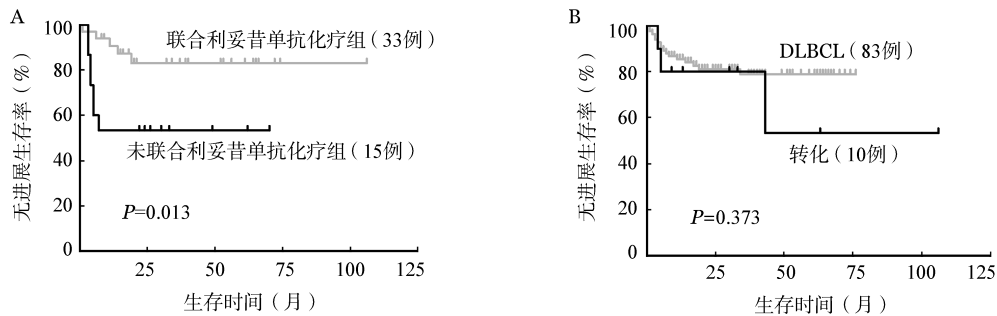 A
100
80
60
40
20
0
25
50
75
100
125
无进展生存率（%）
生存时间（月）
联合利妥昔单抗化疗组（33例）
未联合利妥昔单抗化疗组（15例）
P=0.013
B
100
80
60
40
20
0
25
50
75
100
125
无进展生存率（%）
生存时间（月）
DLBCL（83例）
转化（10例）
P=0.373